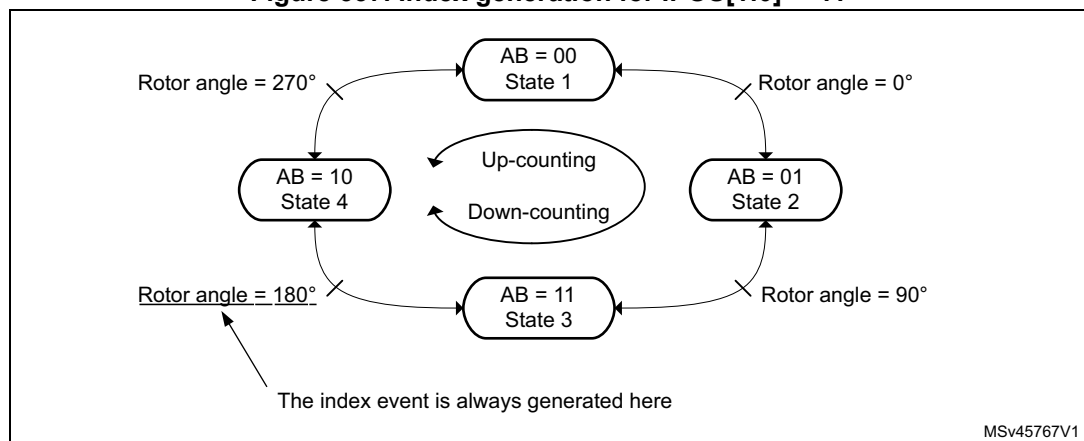 AB = 00
State 1
Rotor angle = 270°
Rotor angle = 0°
Up-counting
AB = 10
State 4
AB = 01
State 2
Down-counting
Rotor angle = 180°
AB = 11
State 3
Rotor angle = 90°
The index event is always generated here
MSv45767V1